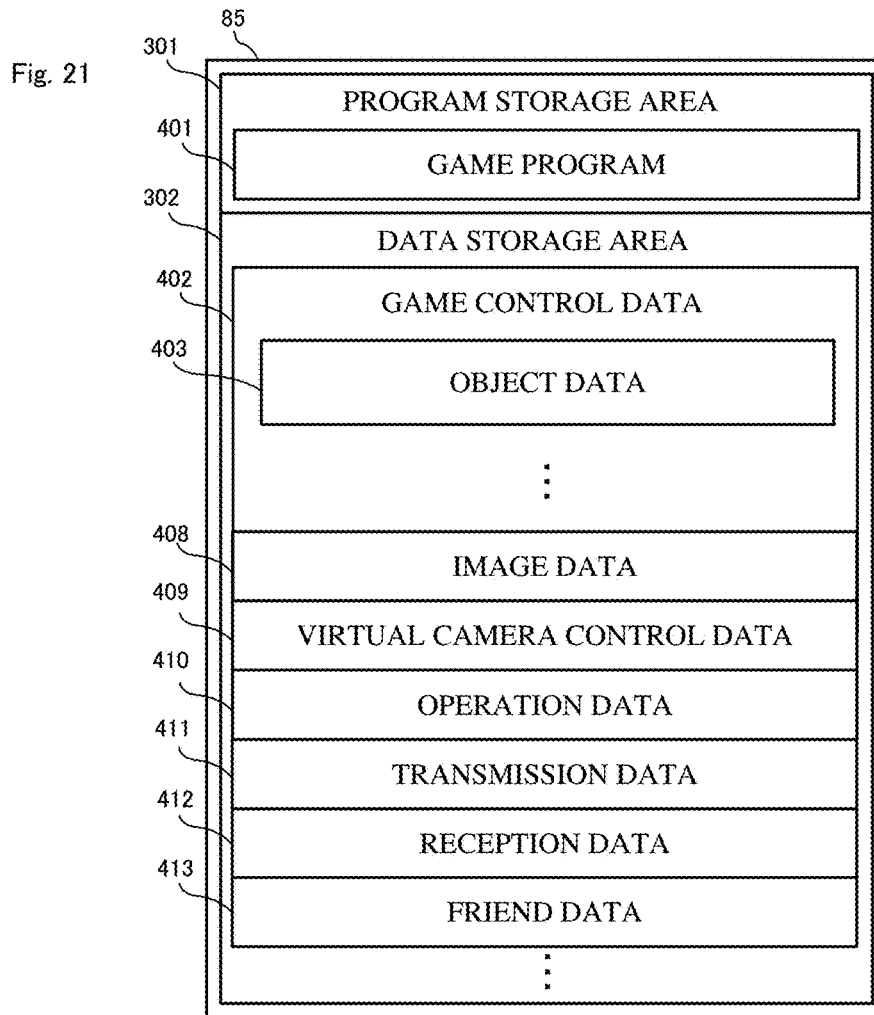 Fig. 21
85
301
PROGRAM STORAGE AREA
401
GAME PROGRAM
302
DATA STORAGE AREA
402
GAME CONTROL DATA
403
OBJECT DATA
408
IMAGE DATA
409
VIRTUAL CAMERA CONTROL DATA
410
OPERATION DATA
411
TRANSMISSION DATA
412
RECEPTION DATA
413
FRIEND DATA